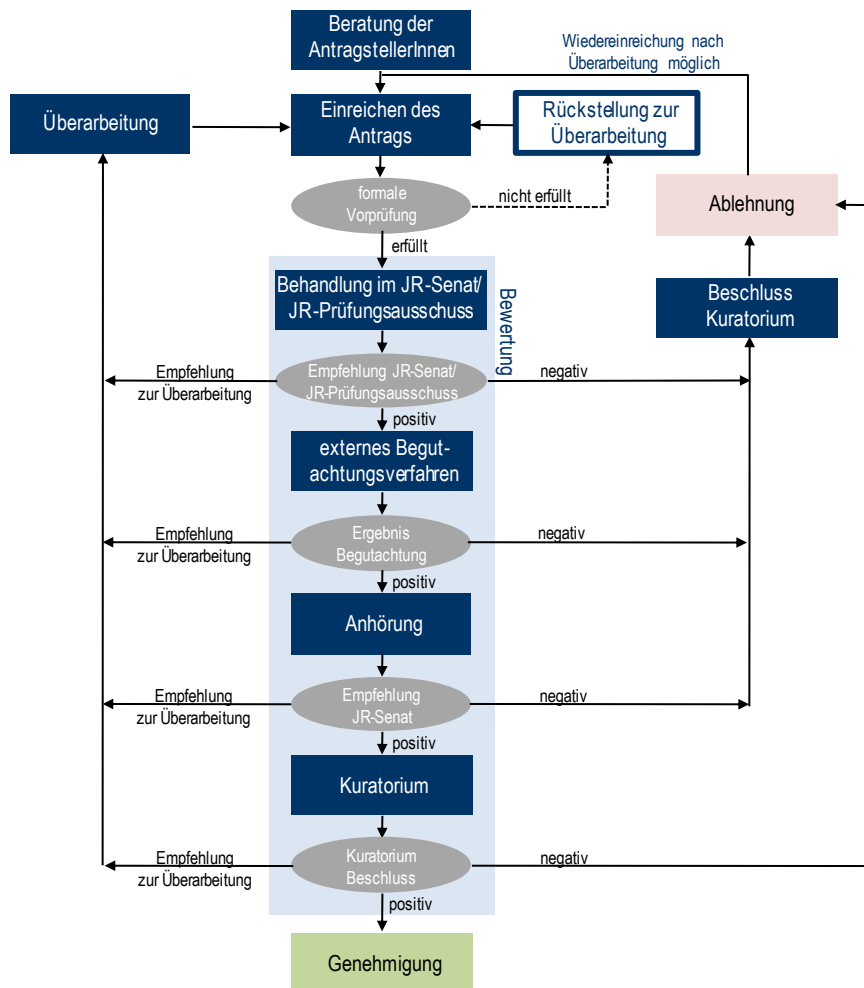 Beratung der
AntragstellerInnen
Wiedereinreichung nach
Überarbeitung möglich
Überarbeitung
Einreichen des
Antrags
Rückstellung zur
Überarbeitung
formale
Vorprüfung
nicht erfüllt
Ablehnung
erfüllt
Behandlung im JR-Senat/
JR-Prüfungsausschuss
Bewertung
Beschluss
Kuratorium
Empfehlung
zur Überarbeitung
Empfehlung JR-Senat/
JR-Prüfungsausschuss
negativ
positiv
externes Begut-
achtungsverfahren
Empfehlung
zur Überarbeitung
Ergebnis
Begutachtung
negativ
positiv
Anhörung
Empfehlung
zur Überarbeitung
Empfehlung
JR-Senat
negativ
positiv
Kuratorium
Empfehlung
zur Überarbeitung
Kuratorium
Beschluss
negativ
positiv
Genehmigung